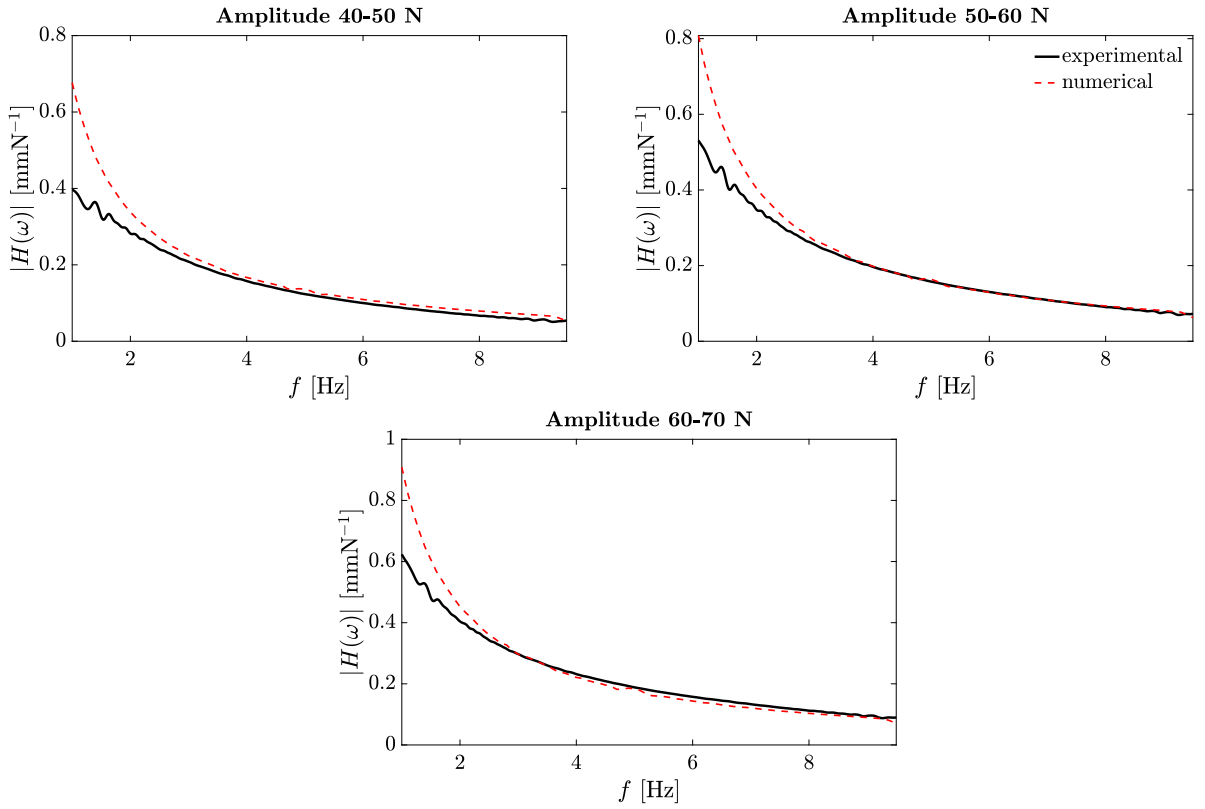 Amplitude 40-50 N
0.8
0.6
0.4
0.2
0
|H(ω)| [mmN⁻¹]
2 4 6 8
f [Hz]
Amplitude 50-60 N
experimental
numerical
0.8
0.6
0.4
0.2
0
|H(ω)| [mmN⁻¹]
2 4 6 8
f [Hz]
Amplitude 60-70 N
1
0.8
0.6
0.4
0.2
0
|H(ω)| [mmN⁻¹]
2 4 6 8
f [Hz]